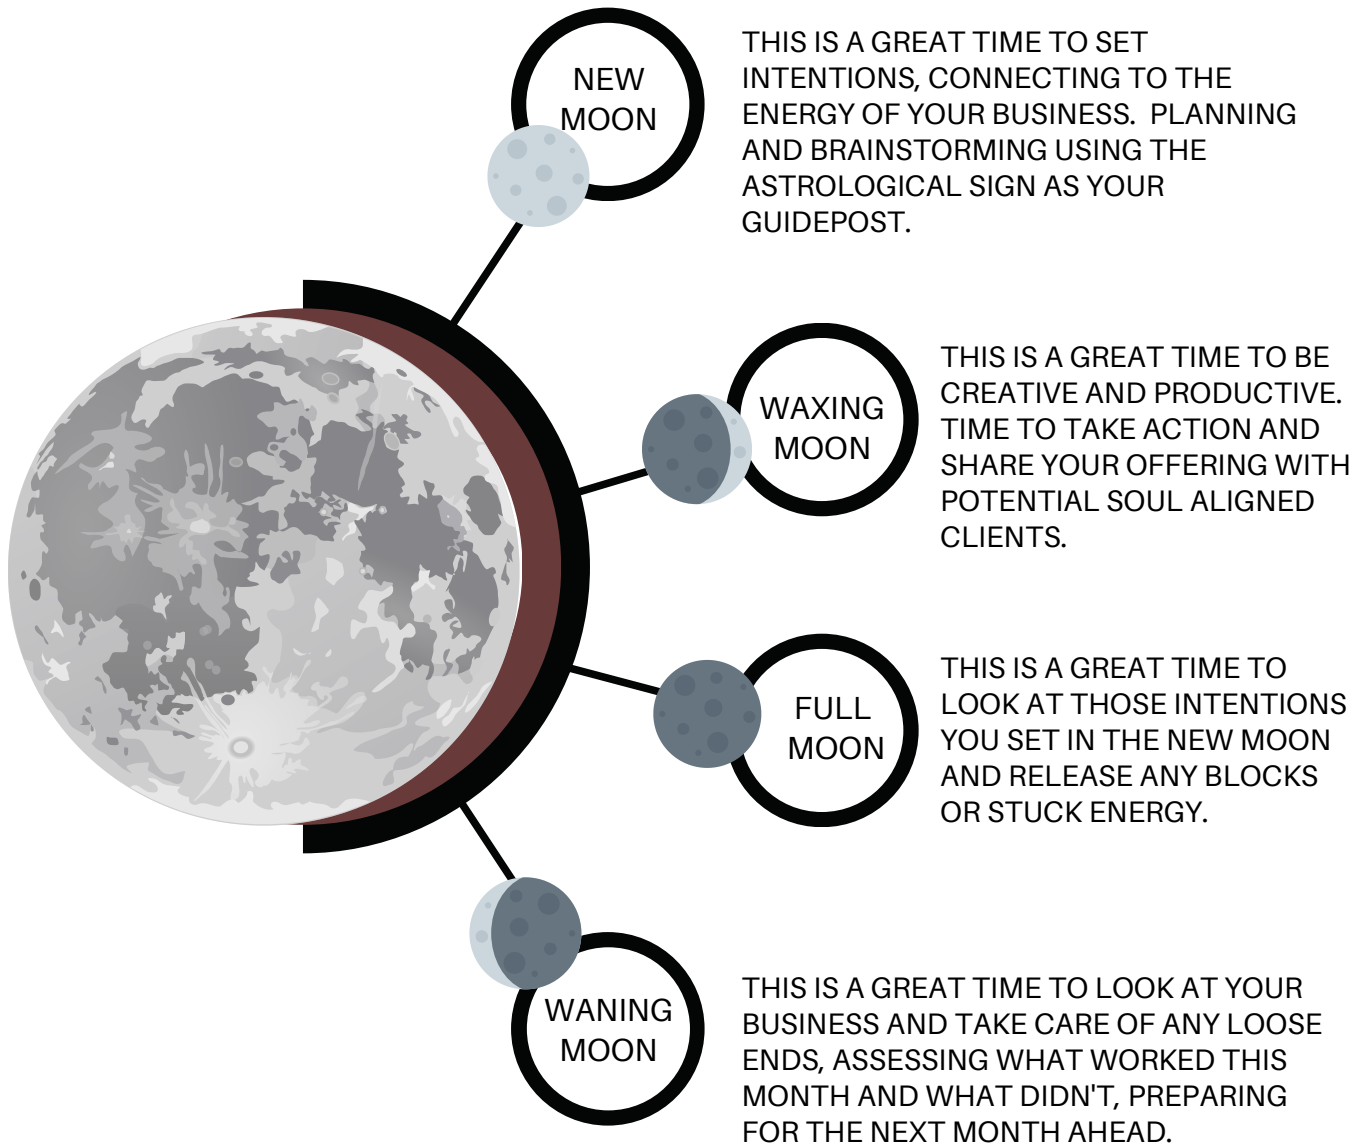 NEW
MOON
THIS IS A GREAT TIME TO SET
INTENTIONS, CONNECTING TO THE
ENERGY OF YOUR BUSINESS.  PLANNING
AND BRAINSTORMING USING THE
ASTROLOGICAL SIGN AS YOUR
GUIDEPOST.
WAXING
MOON
THIS IS A GREAT TIME TO BE
CREATIVE AND PRODUCTIVE.
TIME TO TAKE ACTION AND
SHARE YOUR OFFERING WITH
POTENTIAL SOUL ALIGNED
CLIENTS.
FULL
MOON
THIS IS A GREAT TIME TO
LOOK AT THOSE INTENTIONS
YOU SET IN THE NEW MOON
AND RELEASE ANY BLOCKS
OR STUCK ENERGY.
WANING
MOON
THIS IS A GREAT TIME TO LOOK AT YOUR
BUSINESS AND TAKE CARE OF ANY LOOSE
ENDS, ASSESSING WHAT WORKED THIS
MONTH AND WHAT DIDN'T, PREPARING
FOR THE NEXT MONTH AHEAD.